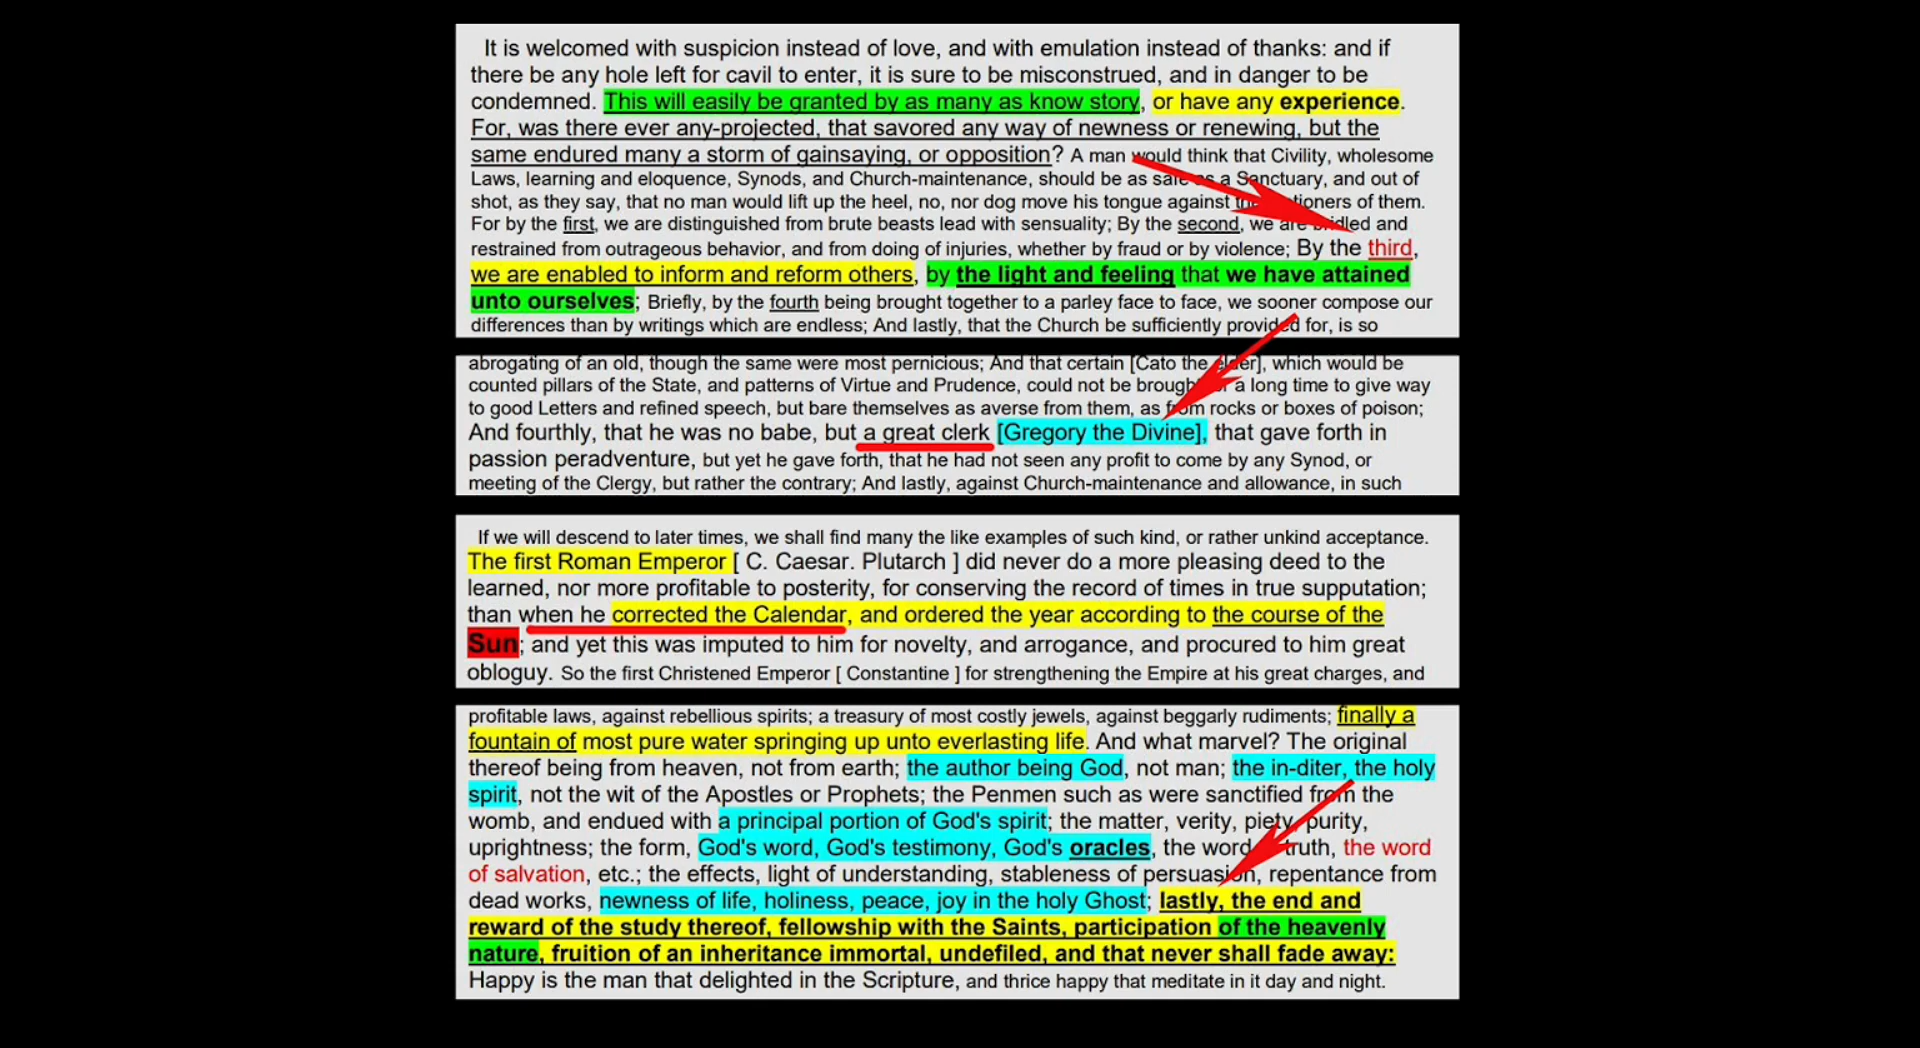 It is welcomed with suspicion instead of love, and with emulation instead of thanks: and if
there be any hole left for cavil to enter, it is sure to be misconstrued, and in danger to be
condemned. This will easily be granted by as many as know story, or have any experience.
For, was there ever any-projected, that savored any way of newness or renewing, but the
same endured many a storm of gainsaying, or opposition? A man would think that Civility, wholesome
Laws, learning and eloquence, Synods, and Church-maintenance, should be as safe as a Sanctuary, and out of
shot, as they say, that no man would lift up the heel, no, nor dog move his tongue against tioners of them.
For by the first, we are distinguished from brute beasts lead with sensuality; By the second, we are bridled and
restrained from outrageous behavior, and from doing of injuries, whether by fraud or by violence; By the third,
we are enabled to inform and reform others, by the light and feeling that we have attained
unto ourselves; Briefly, by the fourth being brought together to a parley face to face, we sooner compose our
differences than by writings which are endless; And lastly, that the Church be sufficiently provided for, is so
abrogating of an old, though the same were most pernicious; And that certain [Cato the elder], which would be
counted pillars of the State, and patterns of Virtue and Prudence, could not be brought a long time to give way
to good Letters and refined speech, but bare themselves as averse from them, as from rocks or boxes of poison;
And fourthly, that he was no babe, but a great clerk [Gregory the Divine], that gave forth in
passion peradventure, but yet he gave forth, that he had not seen any profit to come by any Synod, or
meeting of the Clergy, but rather the contrary; And lastly, against Church-maintenance and allowance, in such
If we will descend to later times, we shall find many the like examples of such kind, or rather unkind acceptance.
The first Roman Emperor [ C. Caesar. Plutarch ] did never do a more pleasing deed to the
learned, nor more profitable to posterity, for conserving the record of times in true supputation;
than when he corrected the Calendar, and ordered the year according to the course of the
Sun; and yet this was imputed to him for novelty, and arrogance, and procured to him great
obloguy. So the first Christened Emperor [ Constantine ] for strengthening the Empire at his great charges, and
profitable laws, against rebellious spirits; a treasury of most costly jewels, against beggarly rudiments; finally a
fountain of most pure water springing up unto everlasting life. And what marvel? The original
thereof being from heaven, not from earth; the author being God, not man; the in-diter, the holy
spirit, not the wit of the Apostles or Prophets; the Penmen such as were sanctified from the
womb, and endued with a principal portion of God's spirit; the matter, verity, piety, purity,
uprightness; the form, God's word, God's testimony, God's oracles, the word truth, the word
of salvation, etc.; the effects, light of understanding, stableness of persuasion, repentance from
dead works, newness of life, holiness, peace, joy in the holy Ghost; lastly, the end and
reward of the study thereof, fellowship with the Saints, participation of the heavenly
nature, fruition of an inheritance immortal, undefiled, and that never shall fade away:
Happy is the man that delighted in the Scripture, and thrice happy that meditate in it day and night.